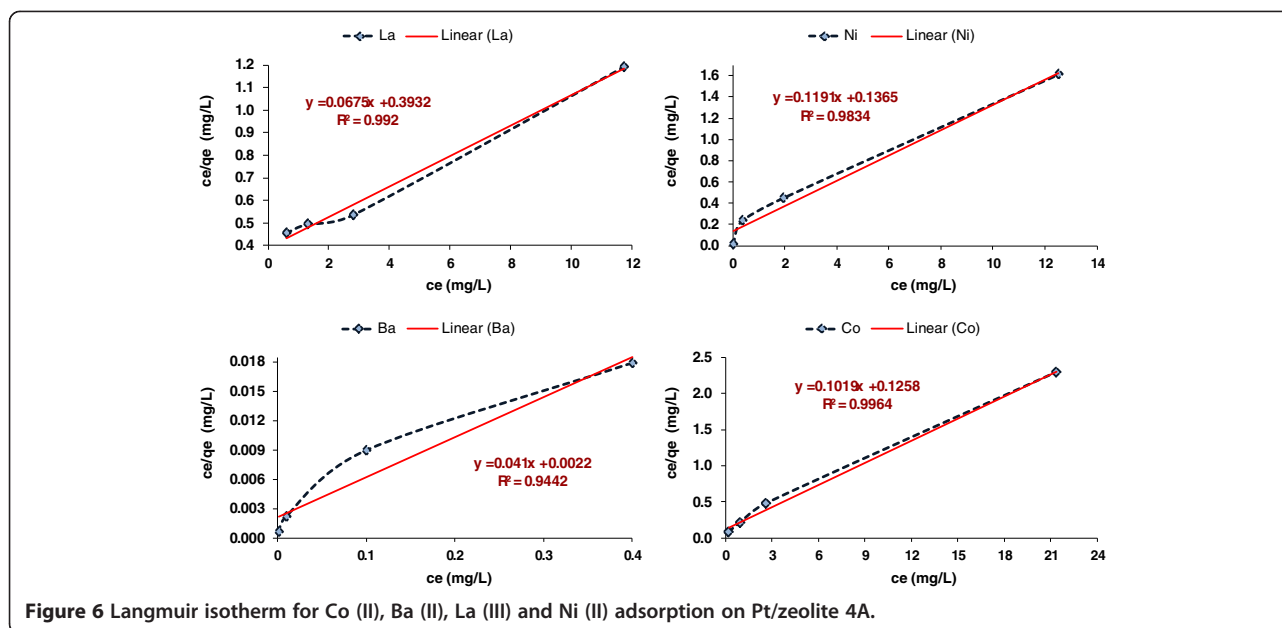 La Linear (La)
1.2
1.1
1.0
0.9
0.8
0.7
0.6
0.5
0.4
ce/qe (mg/L)
y =0.0675x +0.3932
R² = 0.992
0 2 4 6 8 10 12
ce (mg/L)
Ni Linear (Ni)
1.6
1.4
1.2
1.0
0.8
0.6
0.4
0.2
0.0
ce/qe (mg/L)
y =0.1191x +0.1365
R² = 0.9834
0 2 4 6 8 10 12 14
ce (mg/L)
Ba Linear (Ba)
0.018
0.015
0.012
0.009
0.006
0.003
0.000
ce/qe (mg/L)
y =0.041x +0.0022
R² = 0.9442
0 0.1 0.2 0.3 0.4
ce (mg/L)
Co Linear (Co)
2.5
2.0
1.5
1.0
0.5
0.0
ce/qe (mg/L)
y =0.1019x +0.1258
R² = 0.9964
0 3 6 9 12 15 18 21 24
ce (mg/L)
Figure 6 Langmuir isotherm for Co (II), Ba (II), La (III) and Ni (II) adsorption on Pt/zeolite 4A.